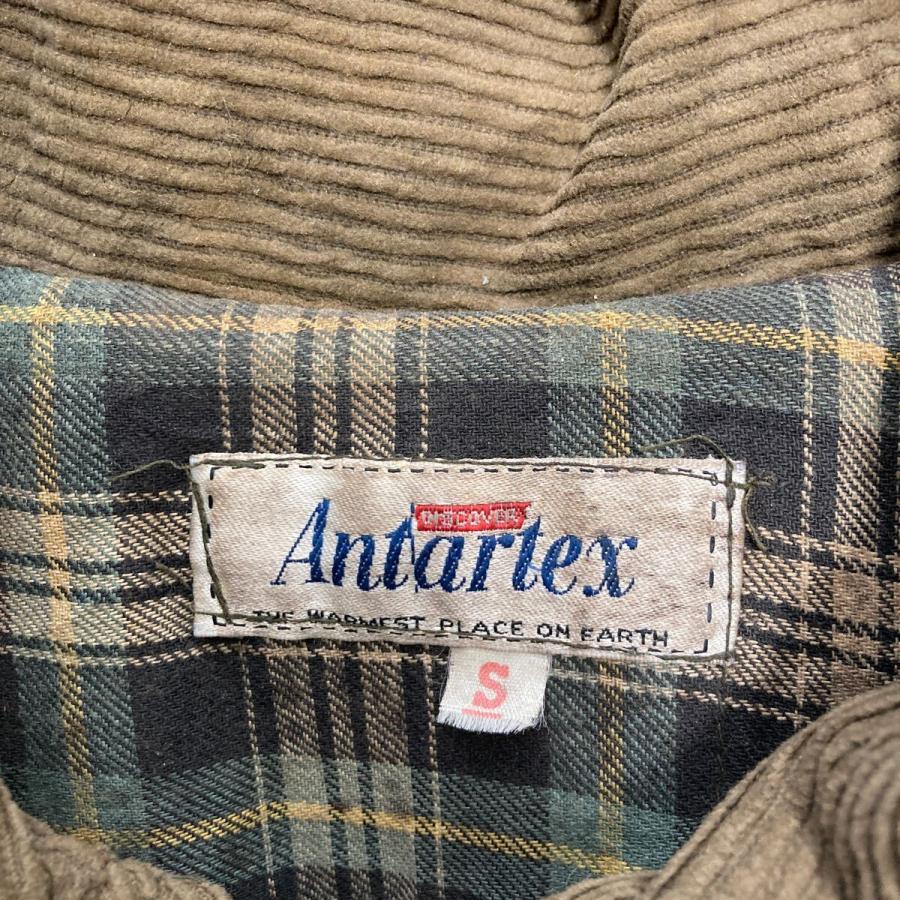 DISCOVER
Antartex
THE WARMEST PLACE ON EARTH
S